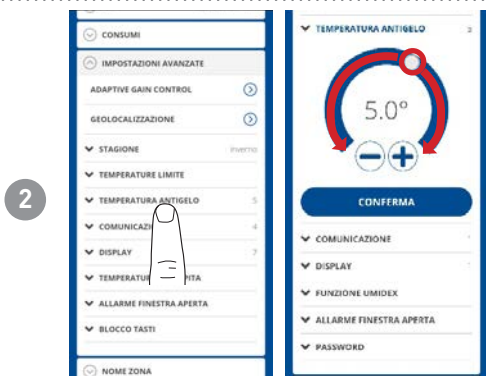 2
CONSUMI
IMPOSTAZIONI AVANZATE
ADAPTIVE GAIN CONTROL
GEOLOCALIZZAZIONE
STAGIONE inverno
TEMPERATURE LIMITE
TEMPERATURA ANTIGELO 5
COMUNICAZI 4
DISPLAY 7
TEMPERATUR PITA
ALLARME FINESTRA APERTA
BLOCCO TASTI
NOME ZONA
TEMPERATURA ANTIGELO
5.0°
CONFERMA
COMUNICAZIONE
DISPLAY
FUNZIONE UMIDEX
ALLARME FINESTRA APERTA
PASSWORD